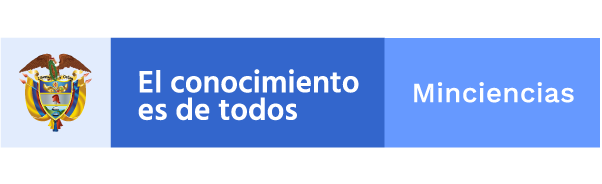 El conocimiento
es de todos
Minciencias